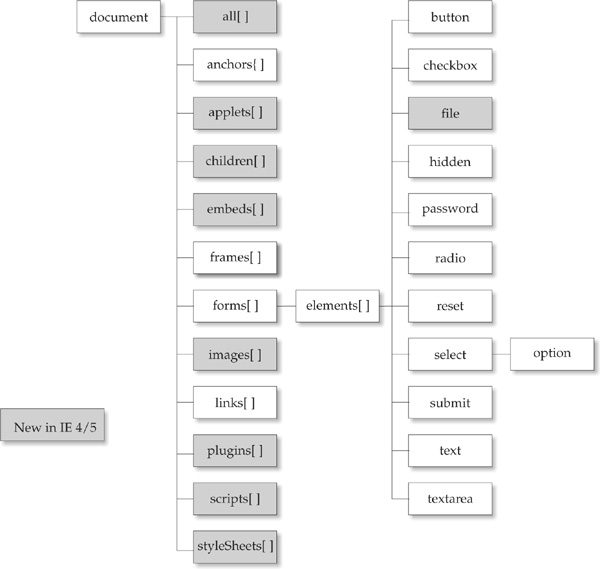 document
all[ ]
anchors{ ]
applets[ ]
children[ ]
embeds[ ]
frames[ ]
forms[ ]
elements[ ]
images[ ]
links[ ]
plugins[ ]
scripts[ ]
styleSheets[ ]
button
checkbox
file
hidden
password
radio
reset
select
option
submit
text
textarea
New in IE 4/5